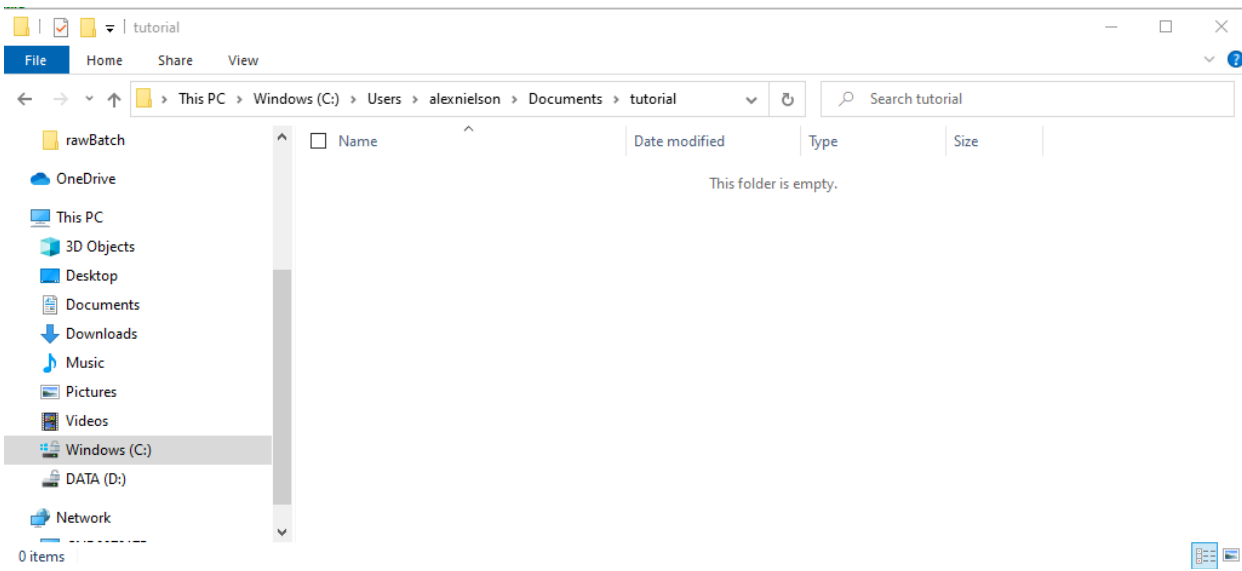 tutorial
File Home Share View
This PC Windows (C:) Users alexnielson Documents tutorial Search tutorial
rawBatch
OneDrive
This PC
3D Objects
Desktop
Documents
Downloads
Music
Pictures
Videos
Windows (C:)
DATA (D:)
Network
Name Date modified Type Size
This folder is empty.
0 items